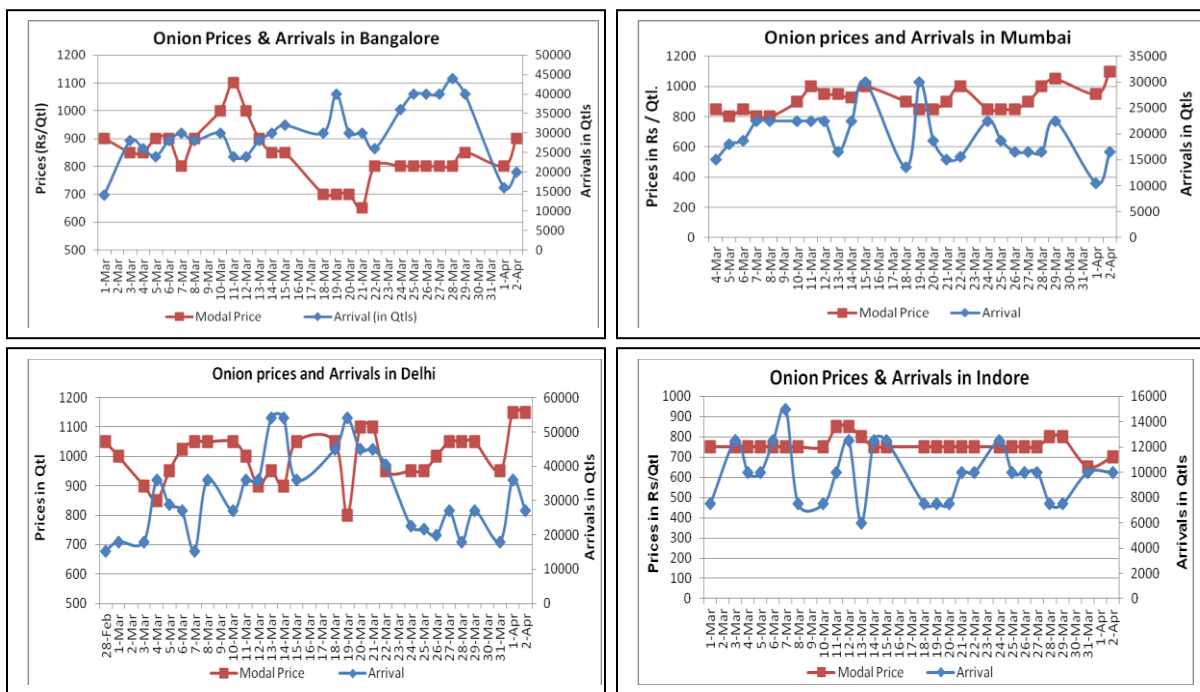 Onion Prices & Arrivals in Bangalore
Prices (Rs/Qtl)
1200
1100
1000
900
800
700
600
500
50000
45000
40000
35000
30000
25000
20000
15000
10000
5000
0
Arrivals in Qtls
1-Mar
2-Mar
3-Mar
4-Mar
5-Mar
6-Mar
7-Mar
8-Mar
9-Mar
10-Mar
11-Mar
12-Mar
13-Mar
14-Mar
15-Mar
16-Mar
17-Mar
18-Mar
19-Mar
20-Mar
21-Mar
22-Mar
23-Mar
24-Mar
25-Mar
26-Mar
27-Mar
28-Mar
29-Mar
30-Mar
31-Mar
1-Apr
2-Apr
Modal Price
Arrival (in Qtls)
Onion prices and Arrivals in Mumbai
Prices in Rs / Qtl.
1200
1000
800
600
400
200
0
35000
30000
25000
20000
15000
10000
5000
0
Arrivals in Qtls
4-Mar
5-Mar
6-Mar
7-Mar
8-Mar
9-Mar
10-Mar
11-Mar
12-Mar
13-Mar
14-Mar
15-Mar
16-Mar
17-Mar
18-Mar
19-Mar
20-Mar
21-Mar
22-Mar
23-Mar
24-Mar
25-Mar
26-Mar
27-Mar
28-Mar
29-Mar
30-Mar
31-Mar
1-Apr
2-Apr
Modal Price
Arrival
Onion prices and Arrivals in Delhi
Prices in Qtl
1200
1100
1000
900
800
700
600
500
60000
50000
40000
30000
20000
10000
0
Arrivals in Qtls
28-Feb
1-Mar
2-Mar
3-Mar
4-Mar
5-Mar
6-Mar
7-Mar
8-Mar
9-Mar
10-Mar
11-Mar
12-Mar
13-Mar
14-Mar
15-Mar
16-Mar
17-Mar
18-Mar
19-Mar
20-Mar
21-Mar
22-Mar
23-Mar
24-Mar
25-Mar
26-Mar
27-Mar
28-Mar
29-Mar
30-Mar
31-Mar
1-Apr
2-Apr
Modal Price
Arrival
Onion Prices & Arrivals in Indore
Prices in Rs/Qtl
1000
900
800
700
600
500
400
300
200
100
0
16000
14000
12000
10000
8000
6000
4000
2000
0
Arrivals in Qtls
1-Mar
2-Mar
3-Mar
4-Mar
5-Mar
6-Mar
7-Mar
8-Mar
9-Mar
10-Mar
11-Mar
12-Mar
13-Mar
14-Mar
15-Mar
16-Mar
17-Mar
18-Mar
19-Mar
20-Mar
21-Mar
22-Mar
23-Mar
24-Mar
25-Mar
26-Mar
27-Mar
28-Mar
29-Mar
30-Mar
31-Mar
1-Apr
2-Apr
Modal Price
Arrival